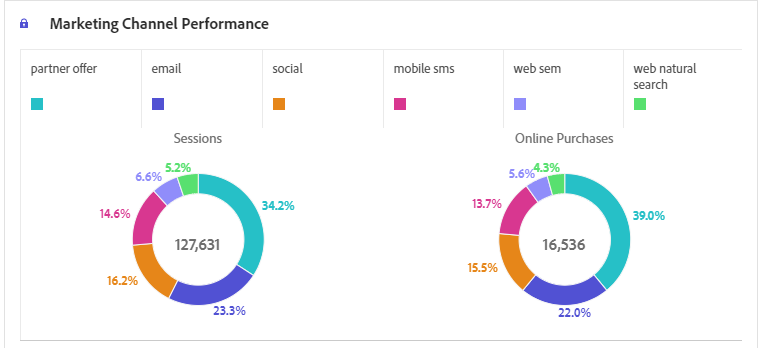 Marketing Channel Performance
partner offer
email
social
mobile sms
web sem
web natural
search
Sessions
5.2%
6.6%
34.2%
14.6%
127,631
16.2%
23.3%
Online Purchases
4.3%
5.6%
39.0%
13.7%
16,536
15.5%
22.0%